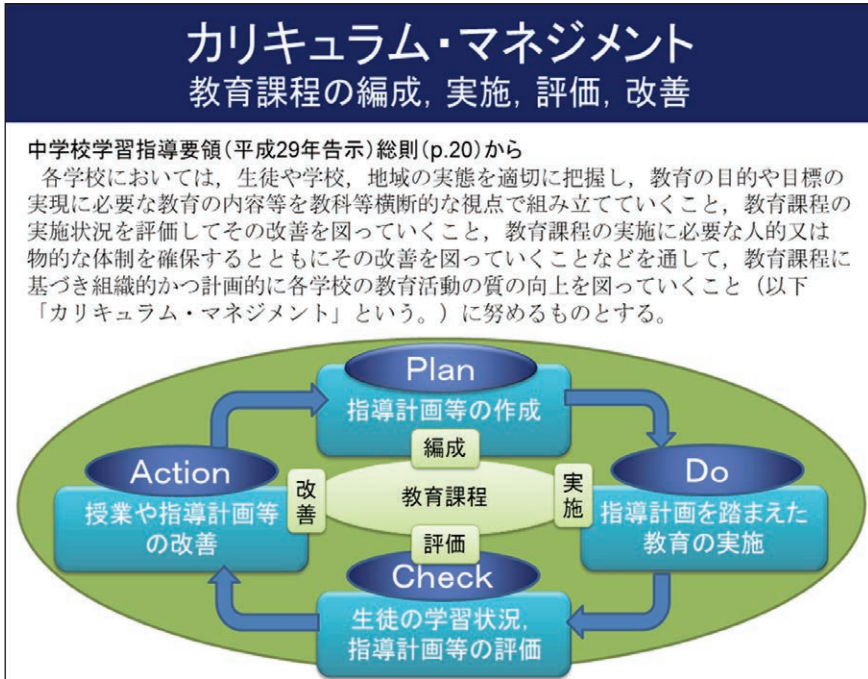 カリキュラム・マネジメント
教育課程の編成，実施，評価，改善
中学校学習指導要領（平成29年告示）総則（p.20）から
各学校においては，生徒や学校，地域の実態を適切に把握し，教育の目的や目標の
実現に必要な教育の内容等を教科等横断的な視点で組み立てていくこと，教育課程の
実施状況を評価してその改善を図っていくこと，教育課程の実施に必要な人的又は
物的な体制を確保するとともにその改善を図っていくことなどを通して，教育課程に
基づき組織的かつ計画的に各学校の教育活動の質の向上を図っていくこと（以下
「カリキュラム・マネジメント」という。）に努めるものとする。
Plan
指導計画等の作成
編成
Do
指導計画を踏まえた
教育の実施
実施
教育課程
評価
Check
生徒の学習状況，
指導計画等の評価
Action
授業や指導計画等
の改善
改善